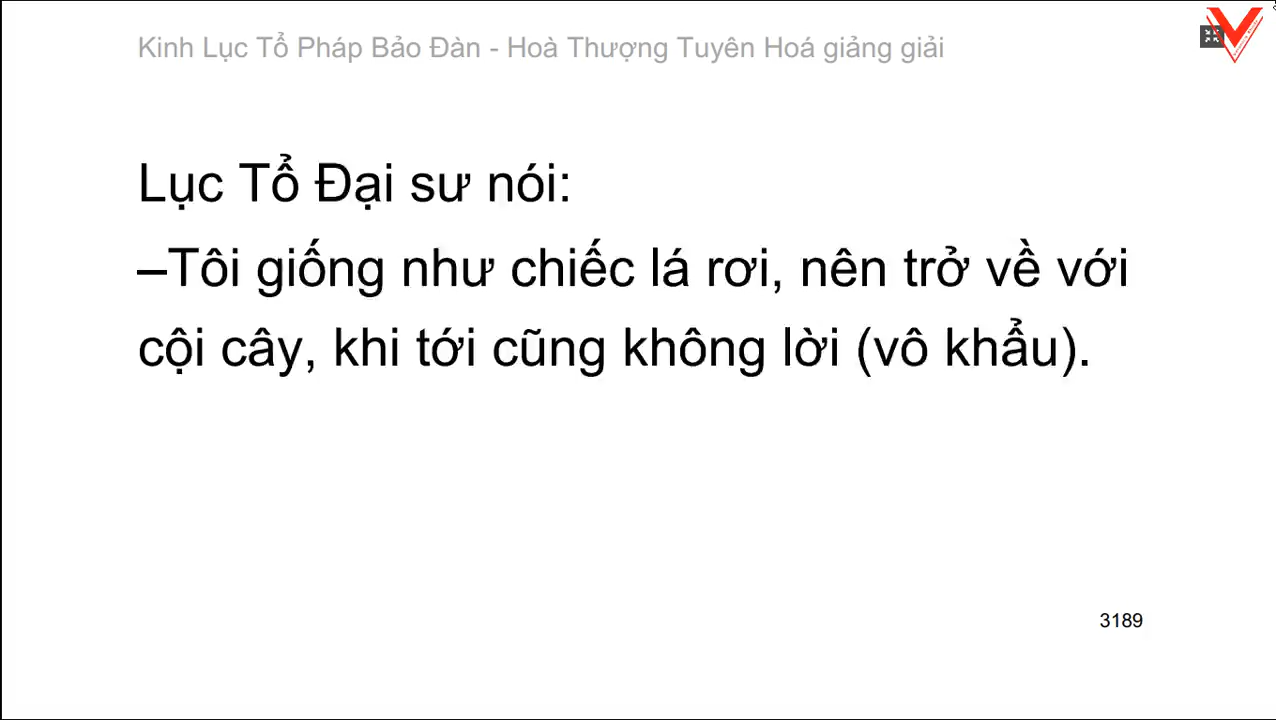 Kinh Lục Tổ Pháp Bảo Đàn - Hoà Thượng Tuyên Hoá giảng giải
Lục Tổ Đại sư nói:
–Tôi giống như chiếc lá rơi, nên trở về với
cội cây, khi tới cũng không lời (vô khẩu).
3189